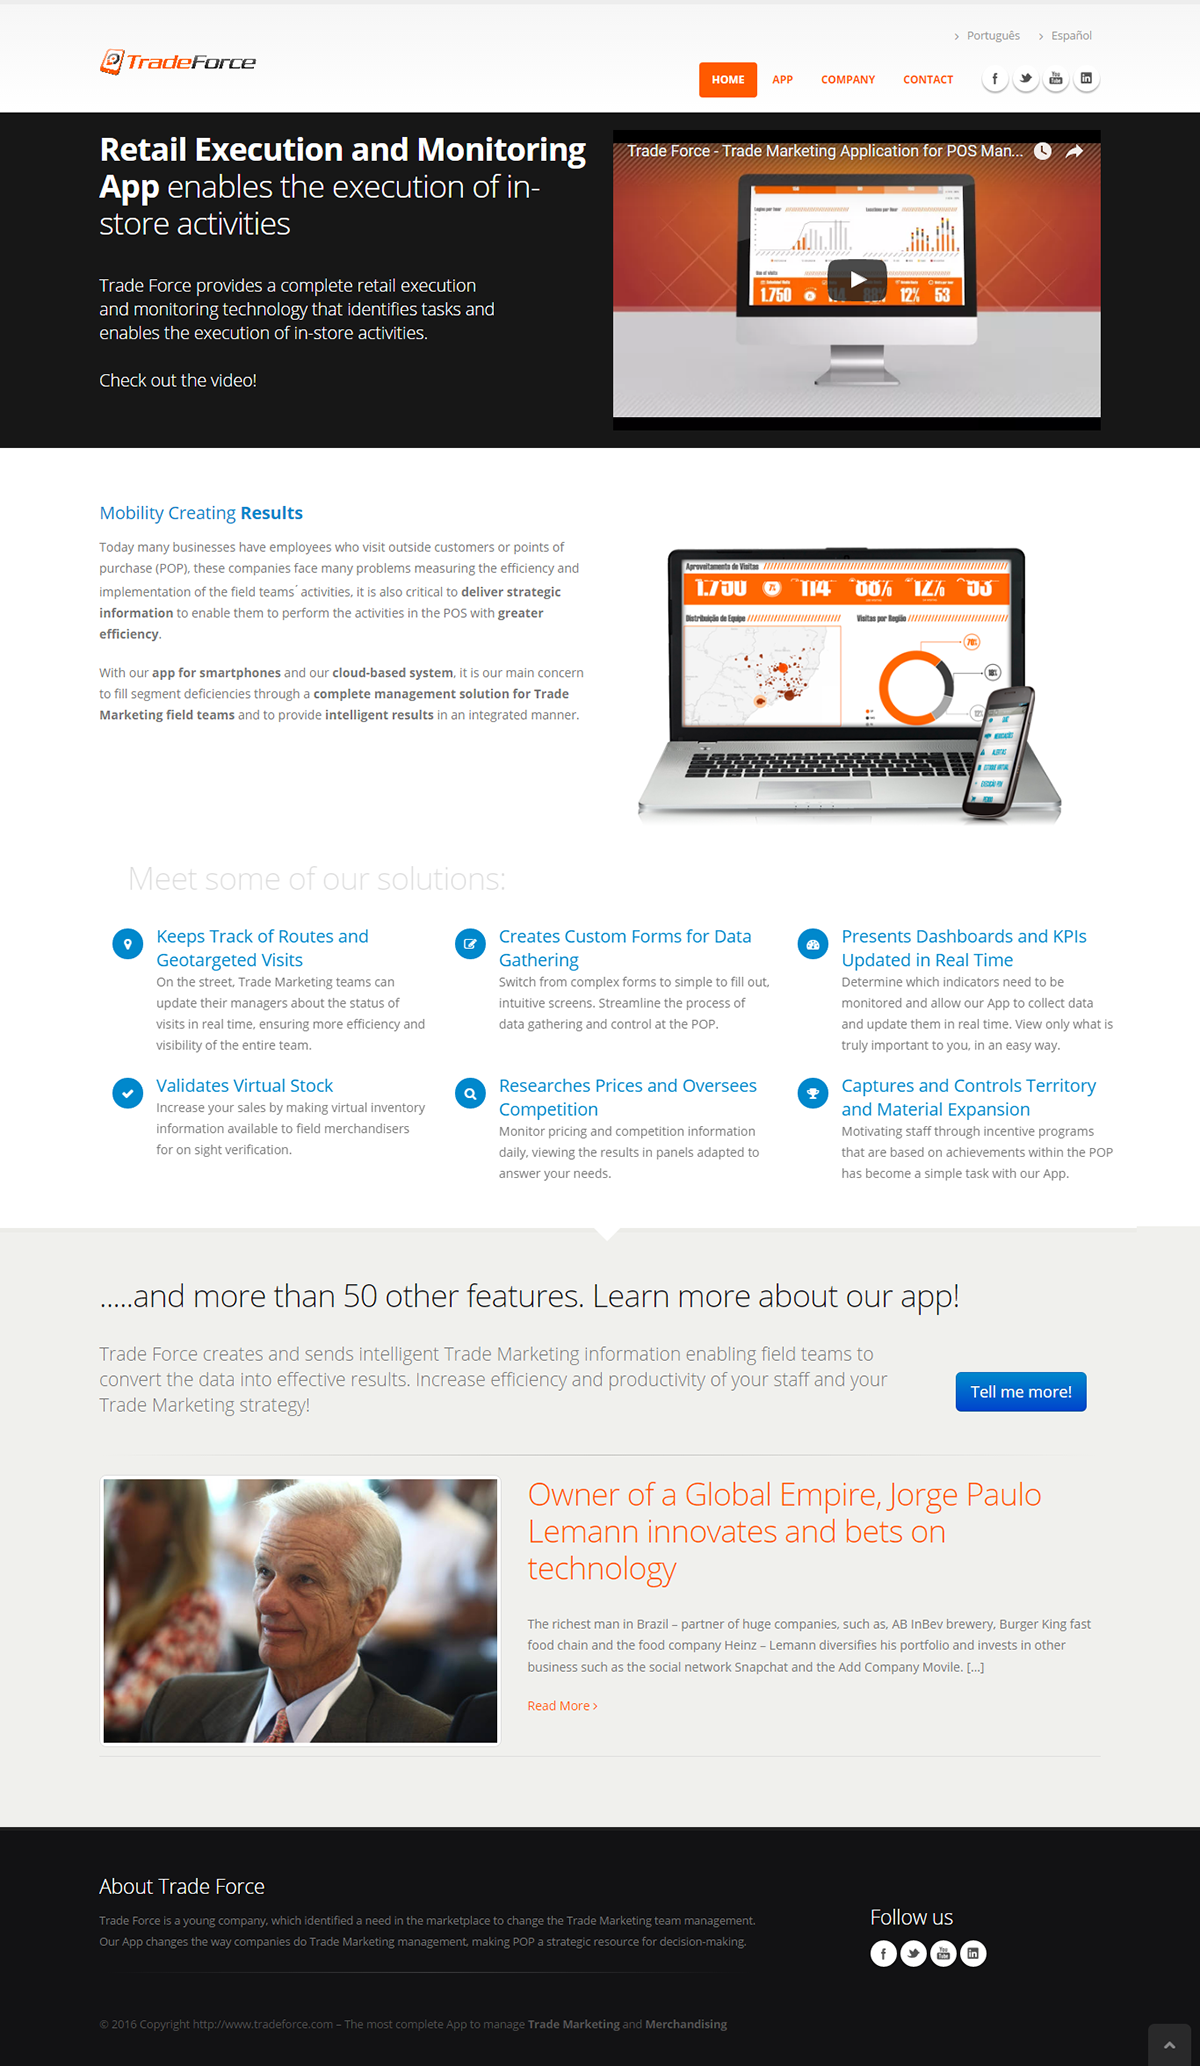 Português
Español
TradeForce
HOME
APP
COMPANY
CONTACT
Retail Execution and Monitoring
App enables the execution of in-
store activities
Trade Force provides a complete retail execution
and monitoring technology that identifies tasks and
enables the execution of in-store activities.
Check out the video!
Trade Force - Trade Marketing Application for POS Man...
1.750
12%
53
Mobility Creating Results
Today many businesses have employees who visit outside customers or points of
purchase (POP), these companies face many problems measuring the efficiency and
implementation of the field teams´ activities, it is also critical to deliver strategic
information to enable them to perform the activities in the POS with greater
efficiency.
With our app for smartphones and our cloud-based system, it is our main concern
to fill segment deficiencies through a complete management solution for Trade
Marketing field teams and to provide intelligent results in an integrated manner.
Aproveitamento de Visitas
1.750 114 88% 12% 53
Distribuição de Equipe
Visitas por Região
70%
Meet some of our solutions:
Keeps Track of Routes and
Geotargeted Visits
On the street, Trade Marketing teams can
update their managers about the status of
visits in real time, ensuring more efficiency and
visibility of the entire team.
Creates Custom Forms for Data
Gathering
Switch from complex forms to simple to fill out,
intuitive screens. Streamline the process of
data gathering and control at the POP.
Presents Dashboards and KPIs
Updated in Real Time
Determine which indicators need to be
monitored and allow our App to collect data
and update them in real time. View only what is
truly important to you, in an easy way.
Validates Virtual Stock
Increase your sales by making virtual inventory
information available to field merchandisers
for on sight verification.
Researches Prices and Oversees
Competition
Monitor pricing and competition information
daily, viewing the results in panels adapted to
answer your needs.
Captures and Controls Territory
and Material Expansion
Motivating staff through incentive programs
that are based on achievements within the POP
has become a simple task with our App.
.....and more than 50 other features. Learn more about our app!
Trade Force creates and sends intelligent Trade Marketing information enabling field teams to
convert the data into effective results. Increase efficiency and productivity of your staff and your
Trade Marketing strategy!
Tell me more!
Owner of a Global Empire, Jorge Paulo
Lemann innovates and bets on
technology
The richest man in Brazil – partner of huge companies, such as, AB InBev brewery, Burger King fast
food chain and the food company Heinz – Lemann diversifies his portfolio and invests in other
business such as the social network Snapchat and the Add Company Movile. [...]
Read More
About Trade Force
Trade Force is a young company, which identified a need in the marketplace to change the Trade Marketing team management.
Our App changes the way companies do Trade Marketing management, making POP a strategic resource for decision-making.
Follow us
© 2016 Copyright http://www.tradeforce.com – The most complete App to manage Trade Marketing and Merchandising